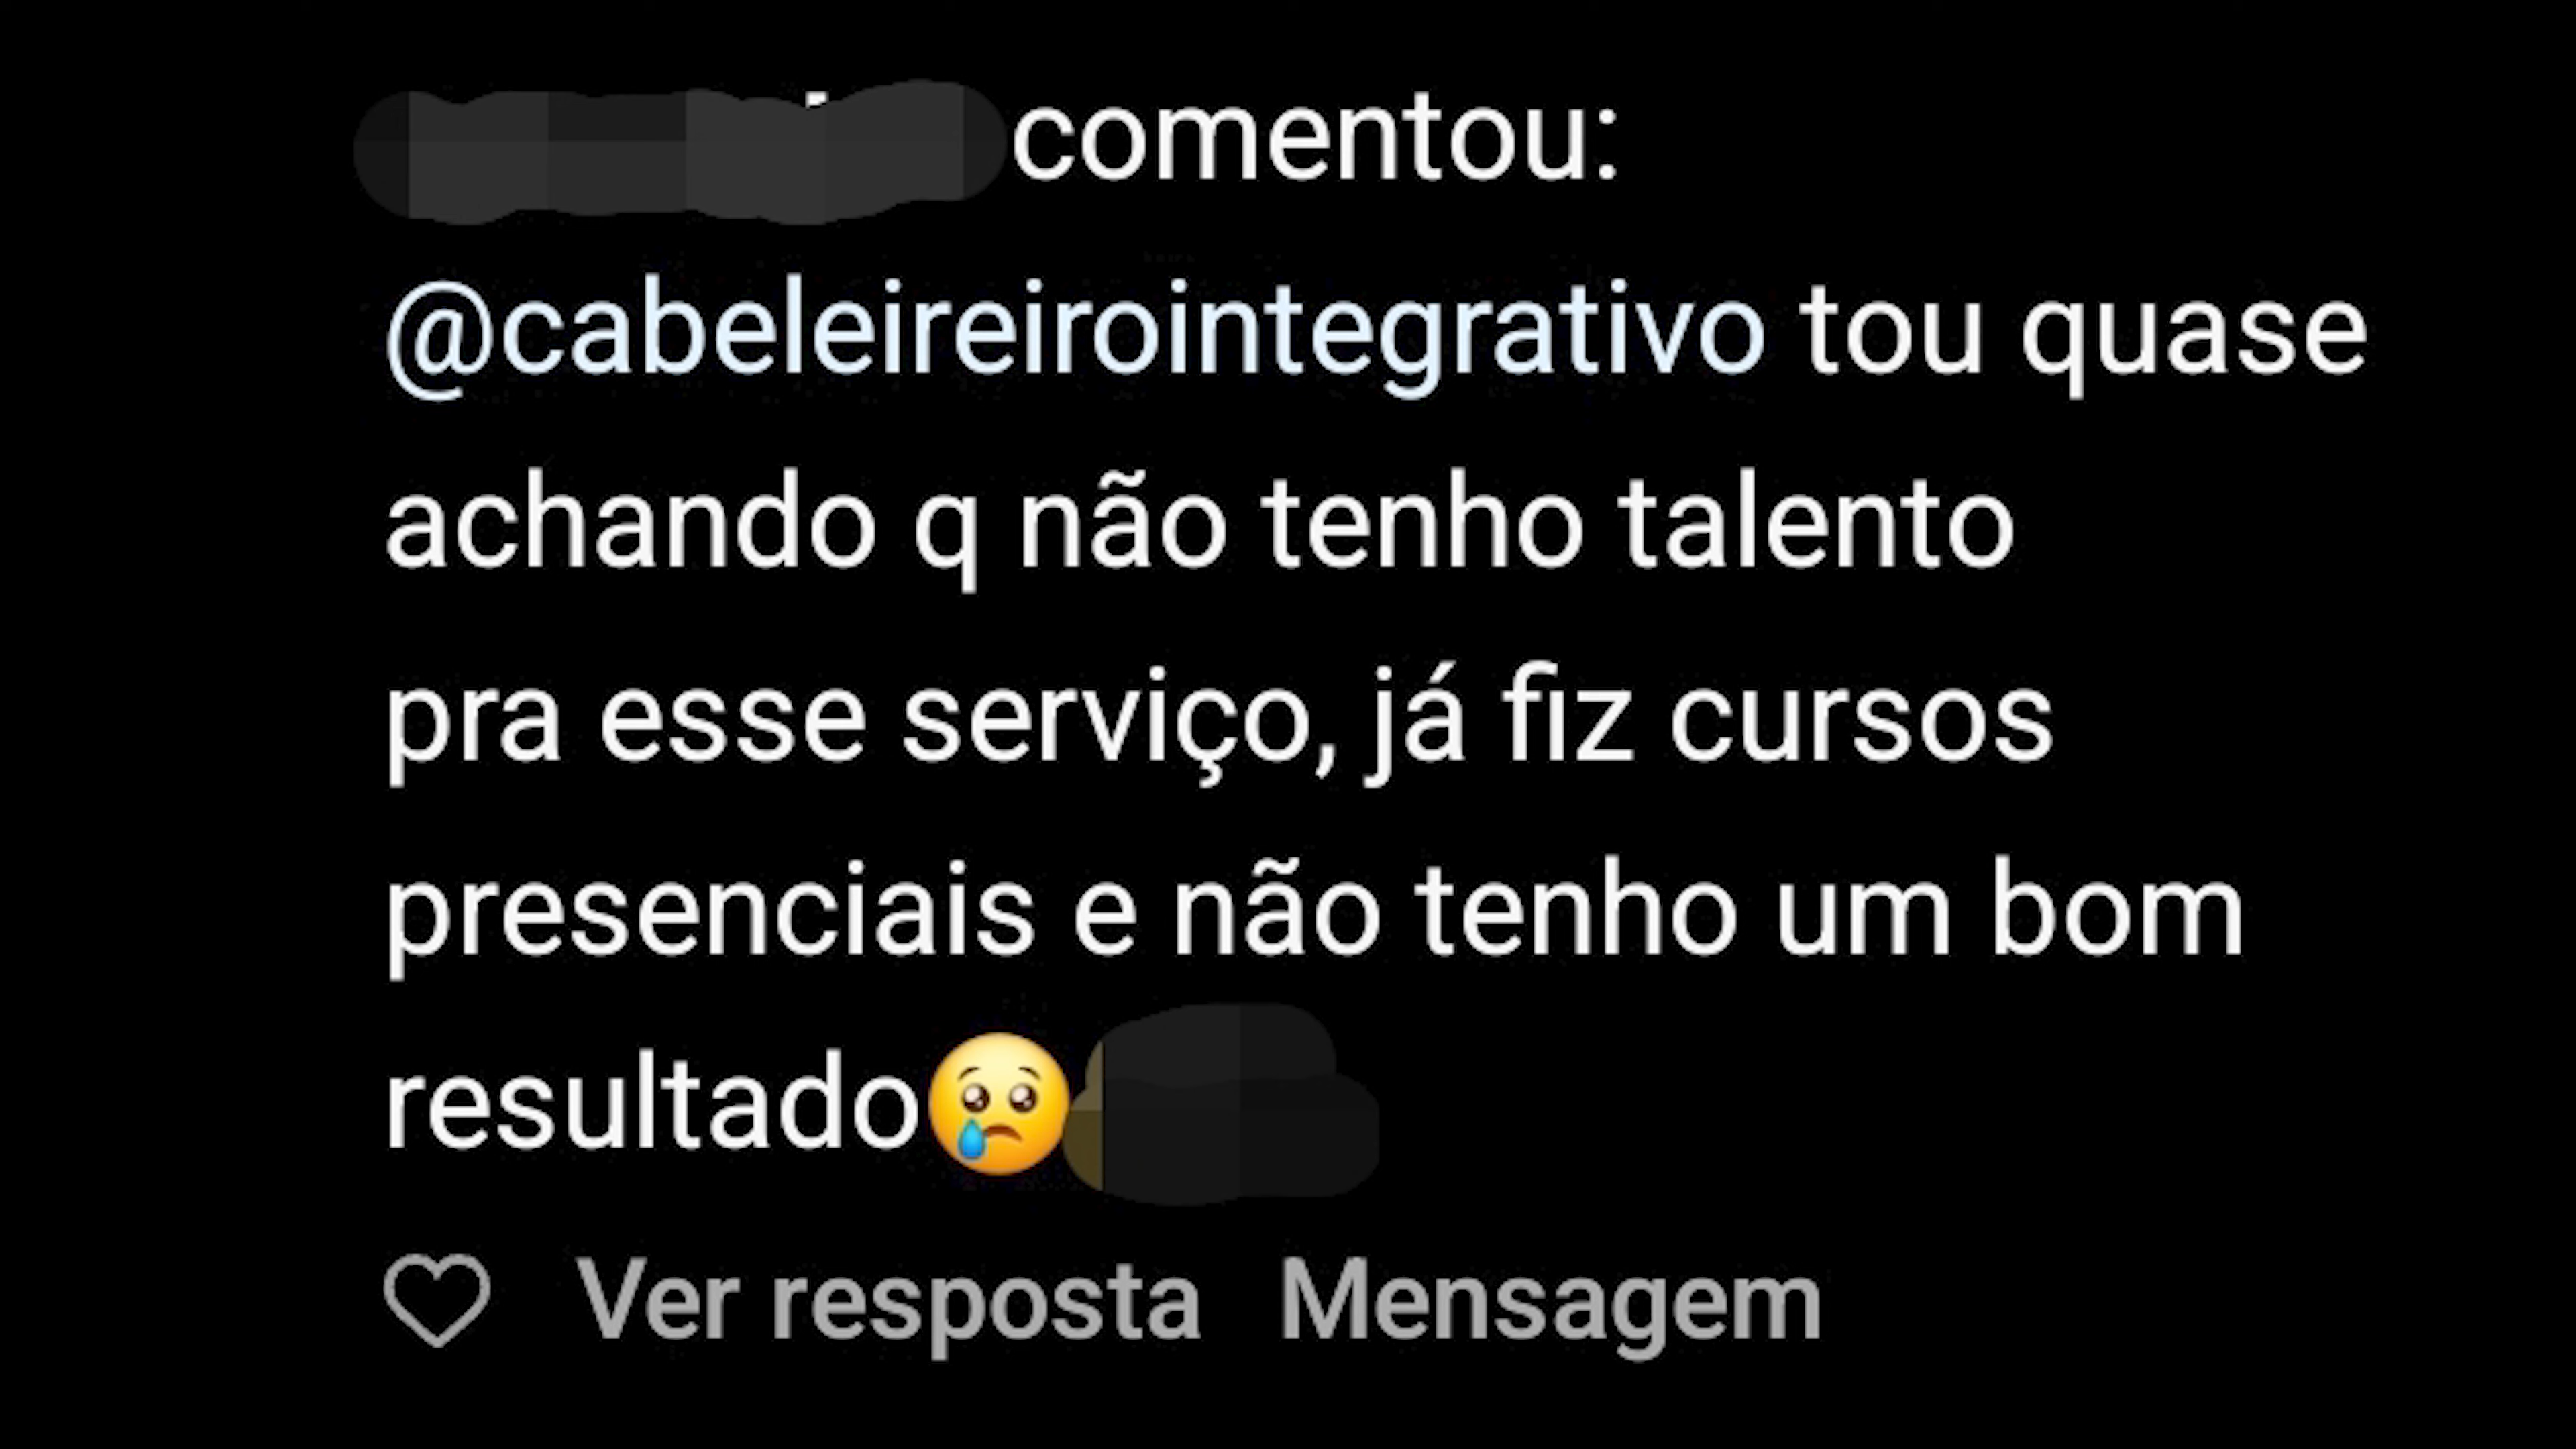 comentou:
@cabeleireirointegrativo tou quase
achando q não tenho talento
pra esse serviço, já fiz cursos
presenciais e não tenho um bom
resultado😢
Ver resposta Mensagem